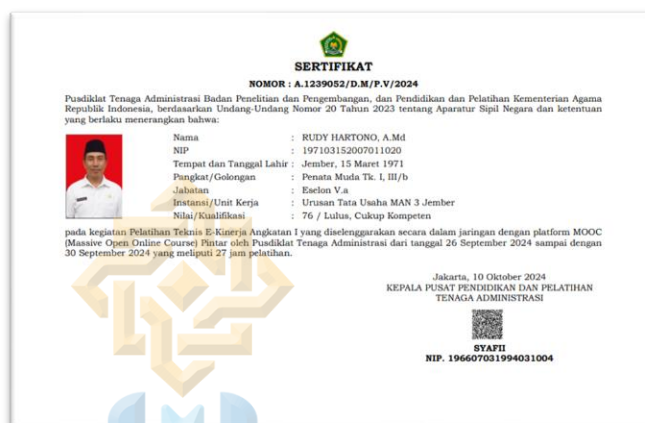 SERTIFIKAT
NOMOR : A.1239052/D.M/P.V/2024
Pusdiklat Tenaga Administrasi Badan Penelitian dan Pengembangan, dan Pendidikan dan Pelatihan Kementerian Agama
Republik Indonesia, berdasarkan Undang-Undang Nomor 20 Tahun 2023 tentang Aparatur Sipil Negara dan ketentuan
yang berlaku menerangkan bahwa:
Nama : RUDY HARTONO, A.Md
NIP : 197103152007011020
Tempat dan Tanggal Lahir : Jember, 15 Maret 1971
Pangkat/Golongan : Penata Muda Tk. I, III/b
Jabatan : Eselon V.a
Instansi/Unit Kerja : Urusan Tata Usaha MAN 3 Jember
Nilai/Kualifikasi : 76 / Lulus, Cukup Kompeten
pada kegiatan Pelatihan Teknis E-Kinerja Angkatan I yang diselenggarakan secara dalam jaringan dengan platform MOOC
(Massive Open Online Course) Pintar oleh Pusdiklat Tenaga Administrasi dari tanggal 26 September 2024 sampai dengan
30 September 2024 yang meliputi 27 jam pelatihan.
Jakarta, 10 Oktober 2024
KEPALA PUSAT PENDIDIKAN DAN PELATIHAN
TENAGA ADMINISTRASI
SYAFII
NIP. 196607031994031004